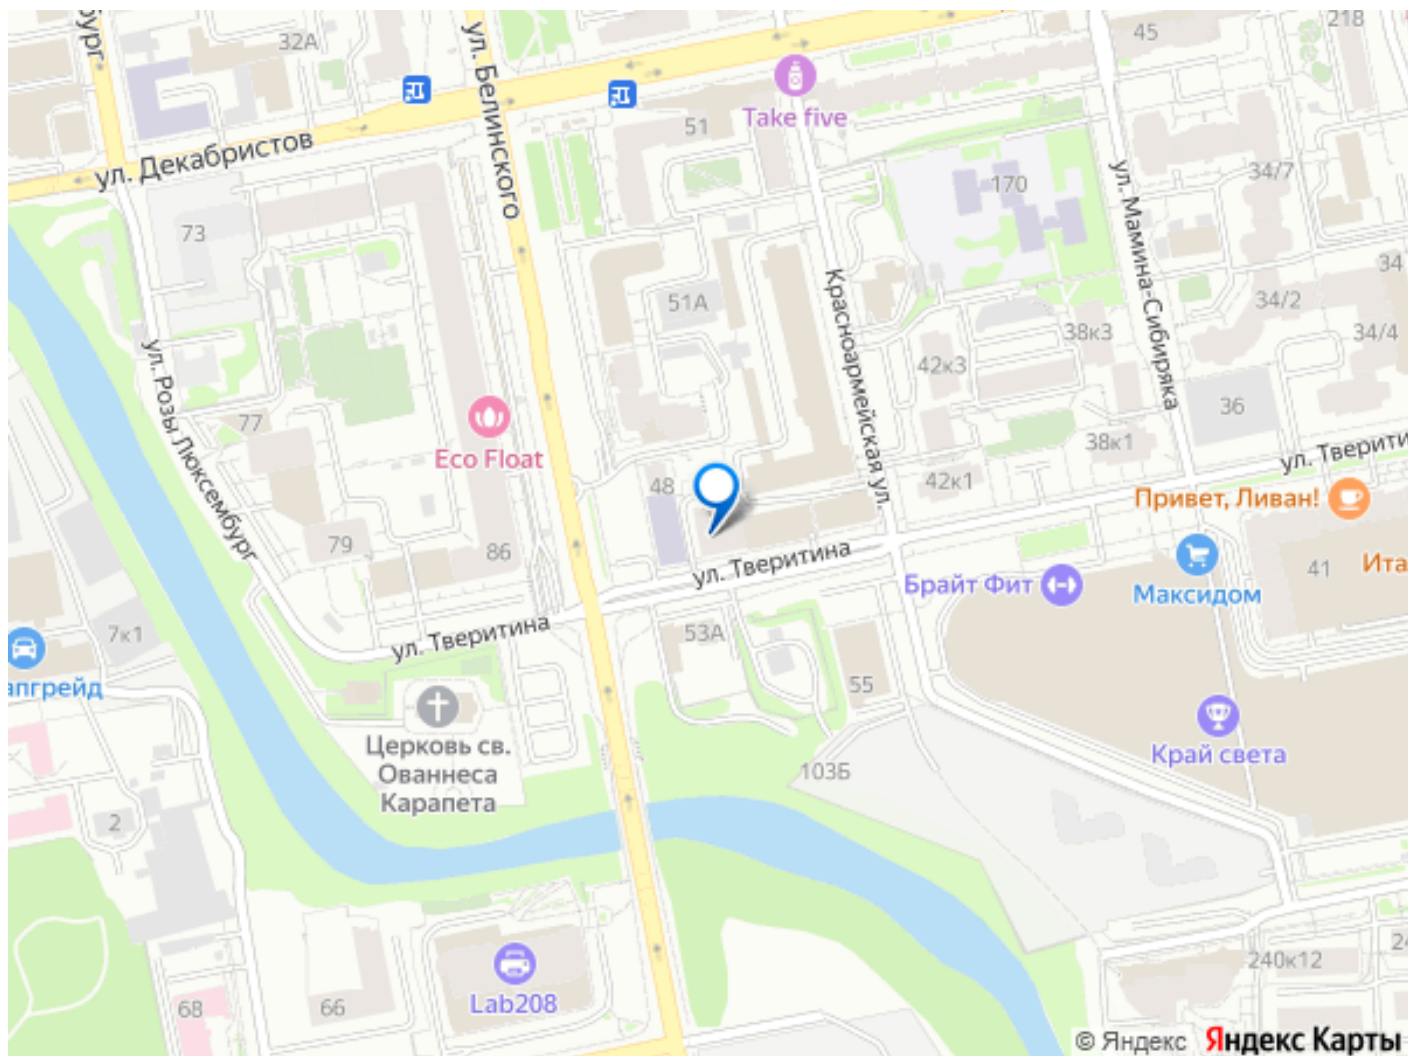 32А
45
218
ул. Белинского
Take five
51
ул. Декабристов
170
34/7
ул. Мамина-Сибиряка
73
34
51А
34/2
Красноармейская ул.
38к3
34/4
ул. Розы Люксембург
42к3
77
36
Eco Float
38к1
ул. Тверити
48
42к1
Привет, Ливан!
79
86
ул. Тверитина
Брайт Фит
Максидом
41
Ита
7к1
ул. Тверитина
53А
апгрейд
55
Церковь св.
Ованнеса
Карапета
Край света
103Б
2
240к12
24
68
66
Lab208
© Яндекс
Яндекс Карты